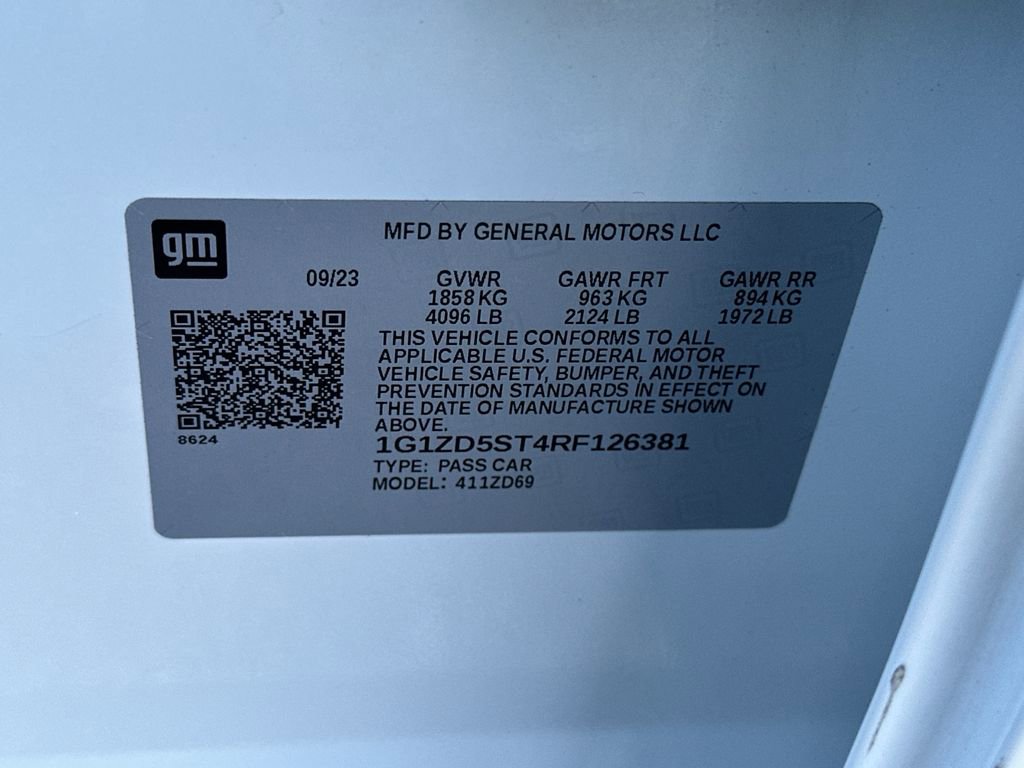 gm
MFD BY GENERAL MOTORS LLC
09/23 GVWR GAWR FRT GAWR RR
1858 KG 963 KG 894 KG
4096 LB 2124 LB 1972 LB
THIS VEHICLE CONFORMS TO ALL
APPLICABLE U.S. FEDERAL MOTOR
VEHICLE SAFETY, BUMPER, AND THEFT
PREVENTION STANDARDS IN EFFECT ON
THE DATE OF MANUFACTURE SHOWN
ABOVE.
8624
1G1ZD5ST4RF126381
TYPE: PASS CAR
MODEL: 411ZD69